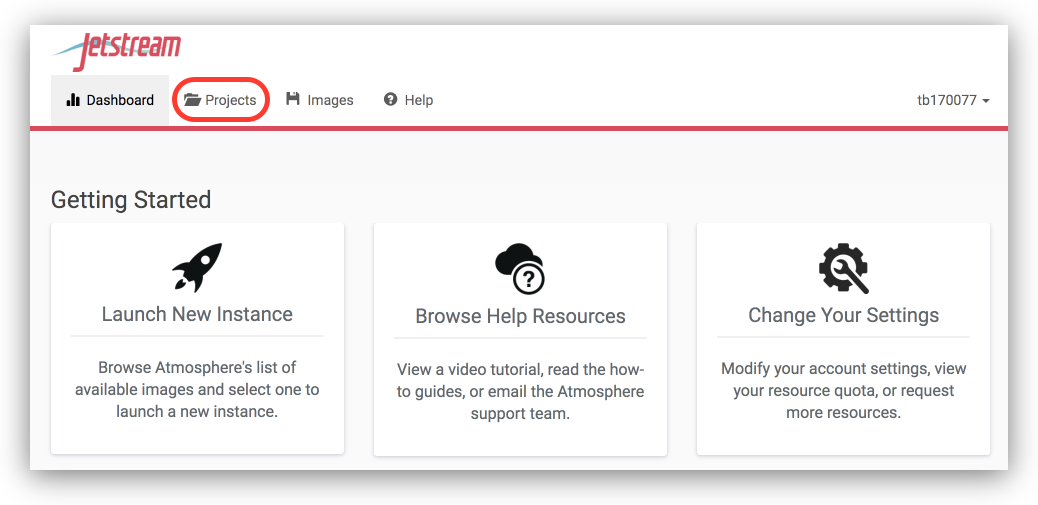 Jetstream
Dashboard Projects Images Help tb170077
Getting Started
Launch New Instance
Browse Atmosphere's list of
available images and select one to
launch a new instance.
Browse Help Resources
View a video tutorial, read the how-
to guides, or email the Atmosphere
support team.
Change Your Settings
Modify your account settings, view
your resource quota, or request
more resources.